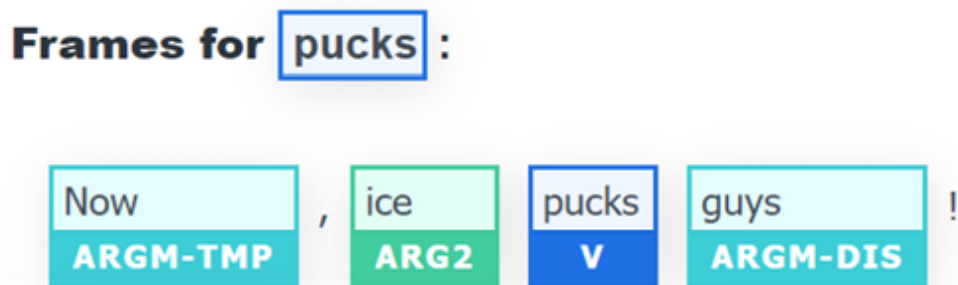 Frames for pucks :
Now , ice pucks guys !
ARGM-TMP ARG2 V ARGM-DIS